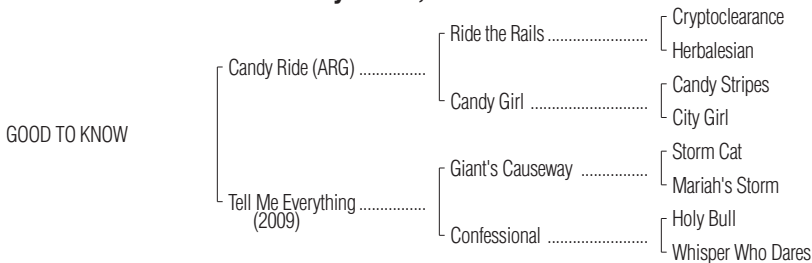 Cryptoclearance
Ride the Rails ........................
Herbalesian
Candy Ride (ARG) ................
Candy Stripes
Candy Girl ............................
City Girl
GOOD TO KNOW
Storm Cat
Giant's Causeway ................
Mariah's Storm
Tell Me Everything ................
(2009)
Holy Bull
Confessional ........................
Whisper Who Dares